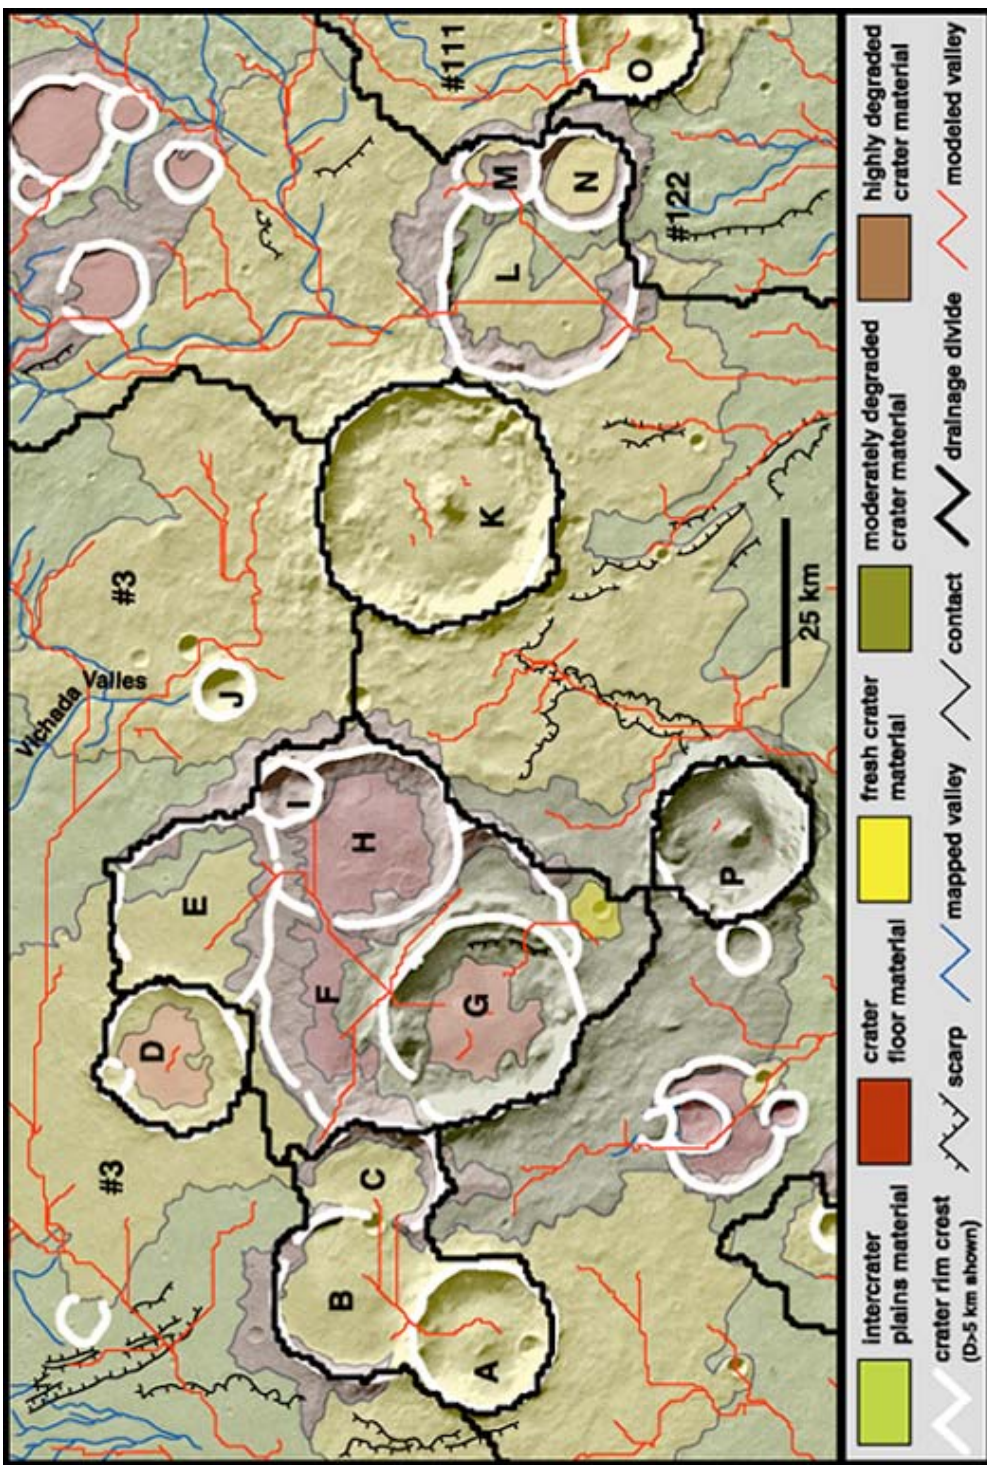 Vichada
Valles
#3
#3
D
E
J
I
F
B
H
C
#111
G
A
K
M
L
N
O
#122
P
25 km
intercrater
plains material
crater
floor material
fresh crater
material
moderately degraded
crater material
highly degraded
crater material
crater rim crest
(D>5 km shown)
scarp
mapped valley
contact
drainage divide
modeled valley